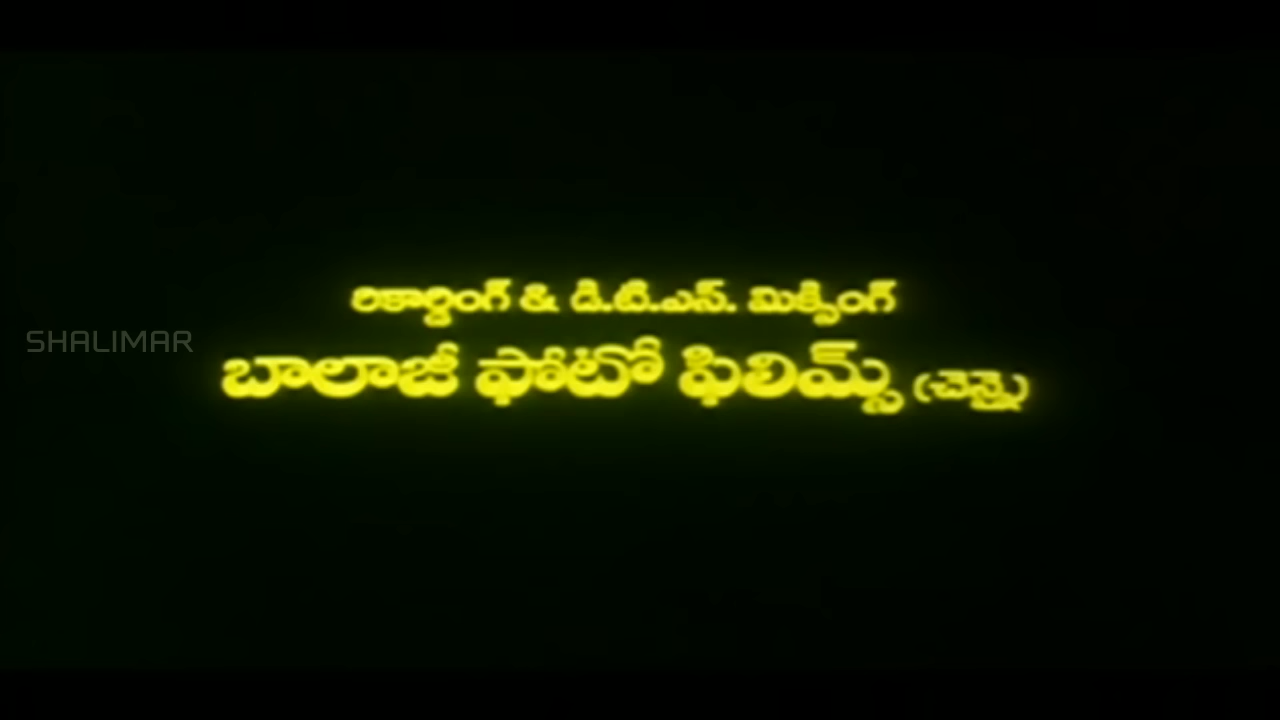 రికార్డింగ్ & డి.టి.ఎస్. మిక్సింగ్
SHALIMAR
బాలాజీ ఫోటో ఫిలిమ్స్ (చెన్నై)